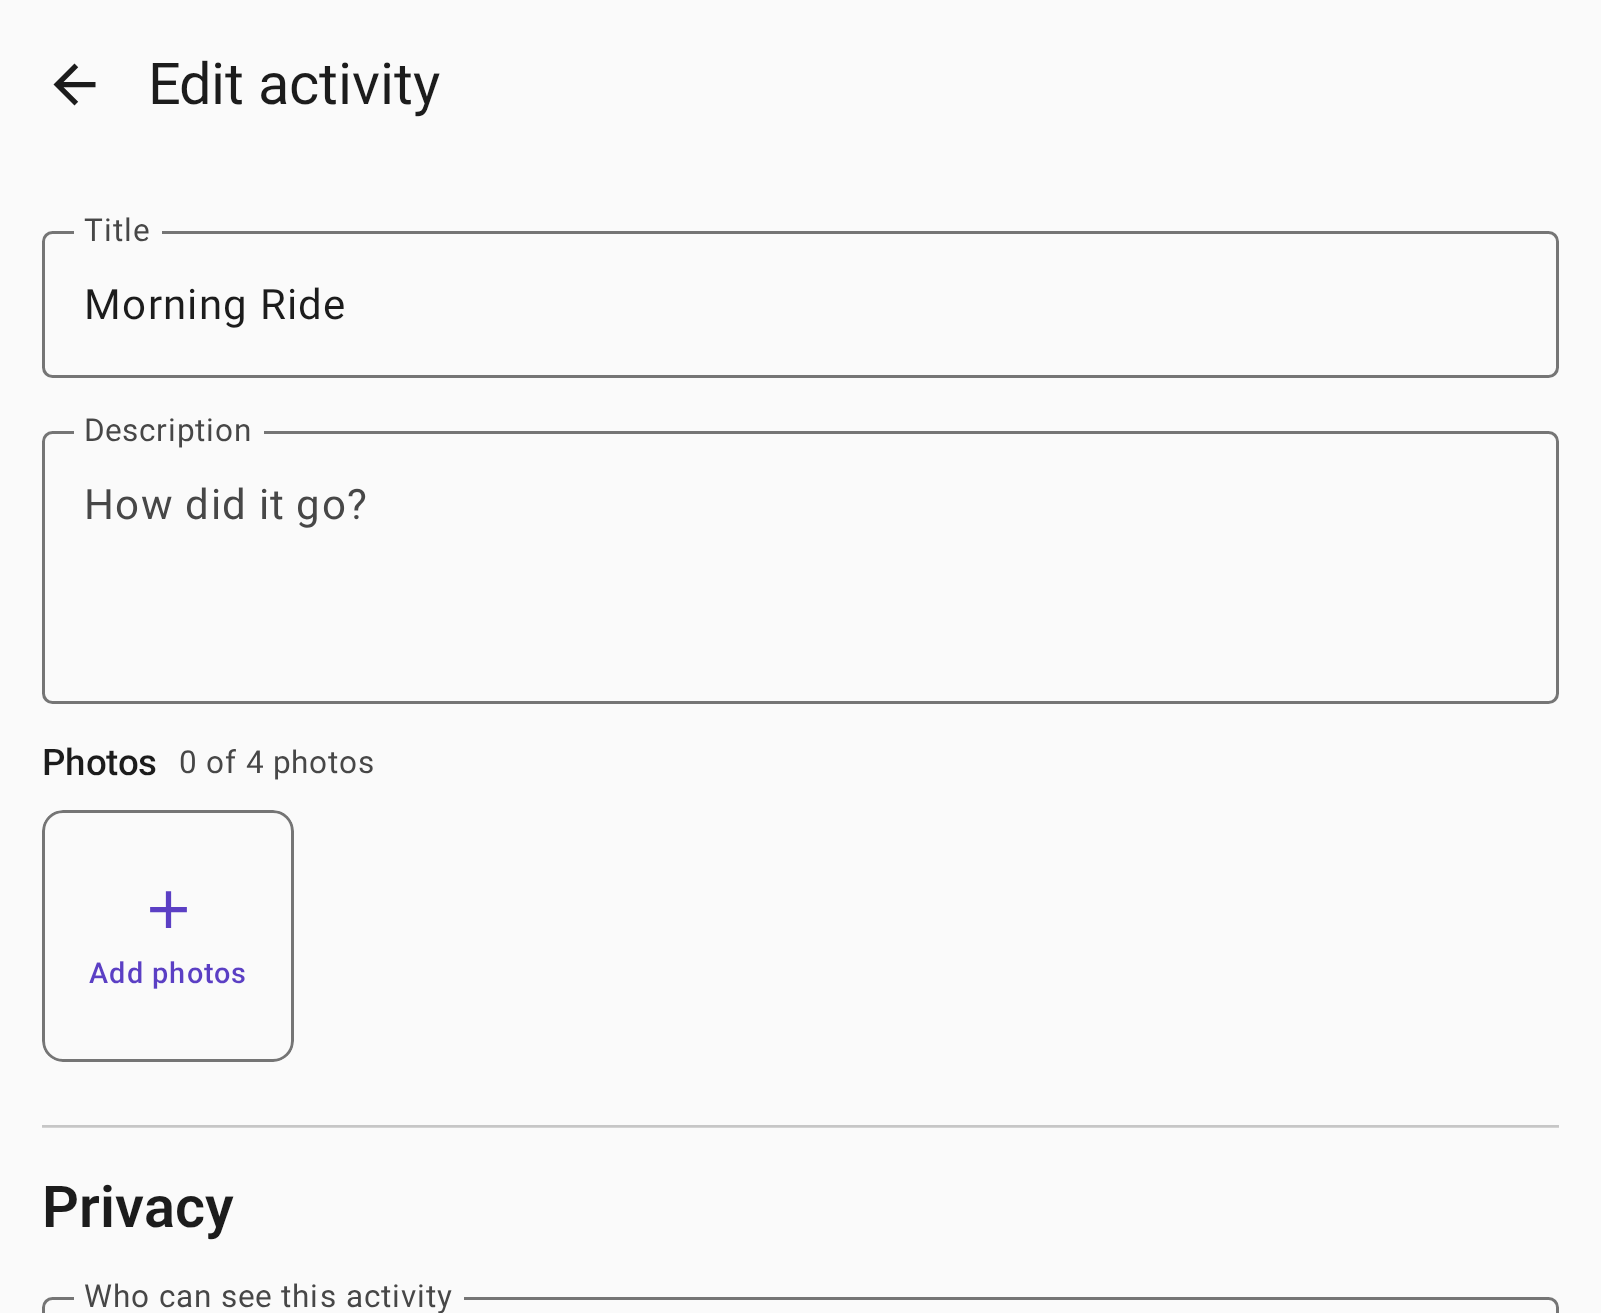 Edit activity
Title
Morning Ride
Description
How did it go?
Photos 0 of 4 photos
Add photos
Privacy
Who can see this activity